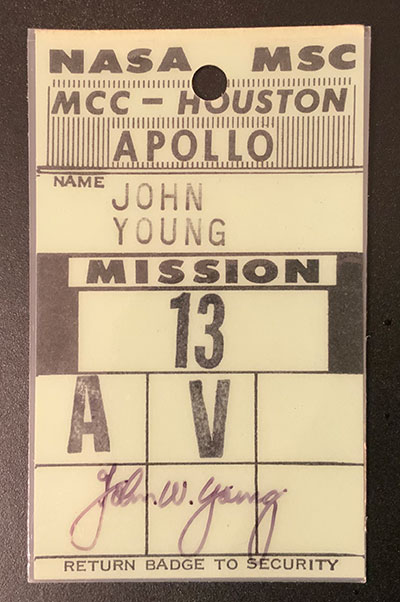 NASA MSC
MCC - HOUSTON
APOLLO
NAME JOHN
YOUNG
MISSION
13
A V
John W. Young
RETURN BADGE TO SECURITY